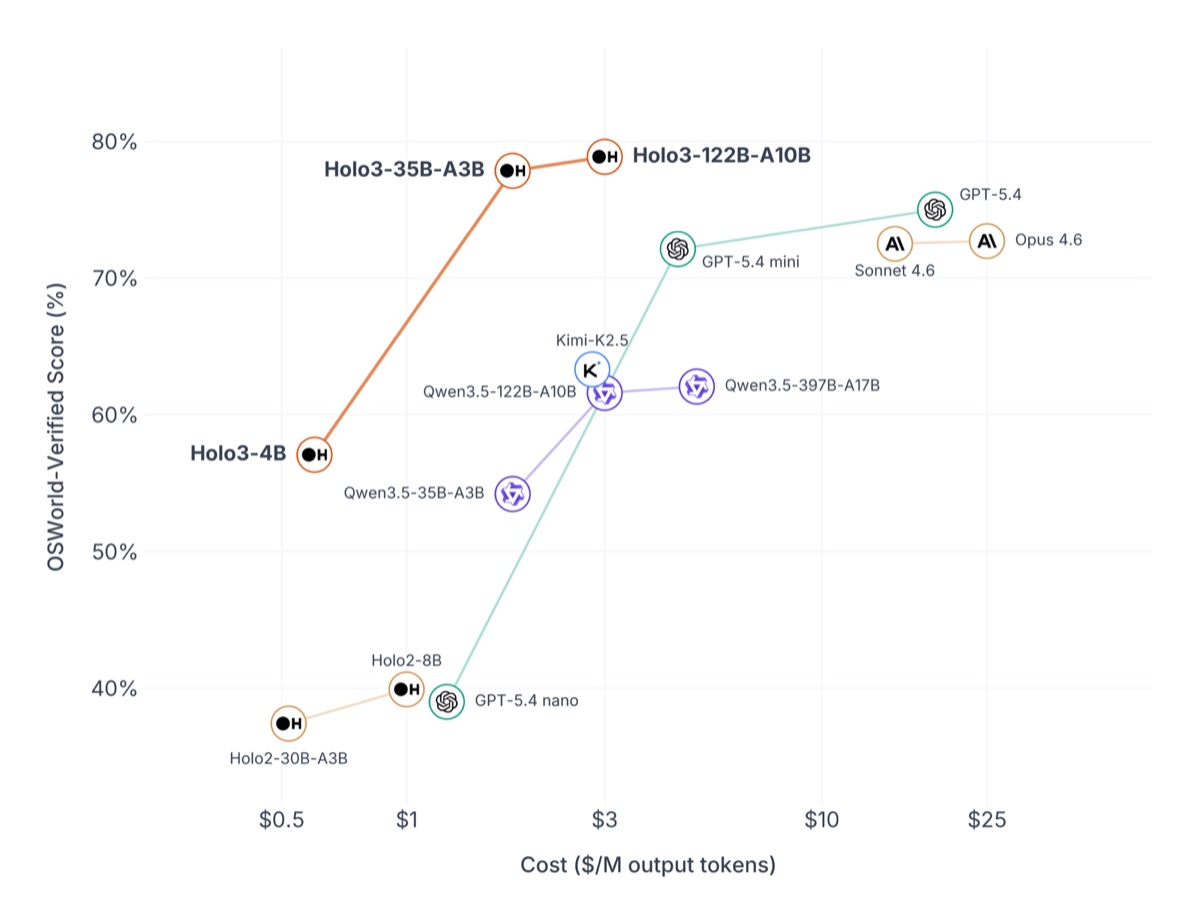 80%
Holo3-35B-A3B
H
H
Holo3-122B-A10B
GPT-5.4
Opus 4.6
Sonnet 4.6
70%
GPT-5.4 mini
Kimi-K2.5
K
Qwen3.5-122B-A10B
Qwen3.5-397B-A17B
60%
Holo3-4B
H
Qwen3.5-35B-A3B
50%
Holo2-8B
40%
H
GPT-5.4 nano
H
Holo2-30B-A3B
OSWorld-Verified Score (%)
$0.5
$1
$3
$10
$25
Cost ($/M output tokens)